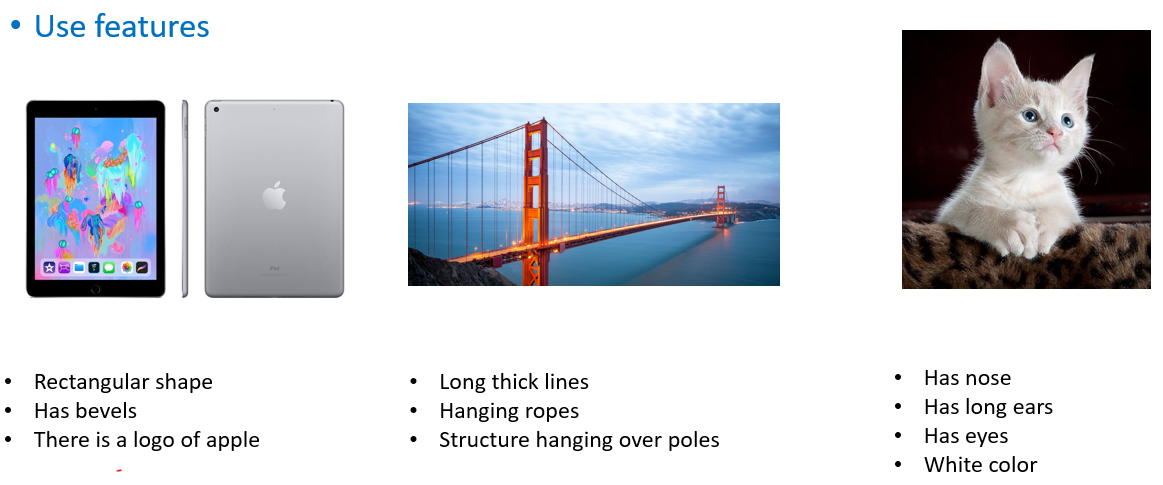 • Use features
• Rectangular shape
• Has bevels
• There is a logo of apple
• Long thick lines
• Hanging ropes
• Structure hanging over poles
• Has nose
• Has long ears
• Has eyes
• White color